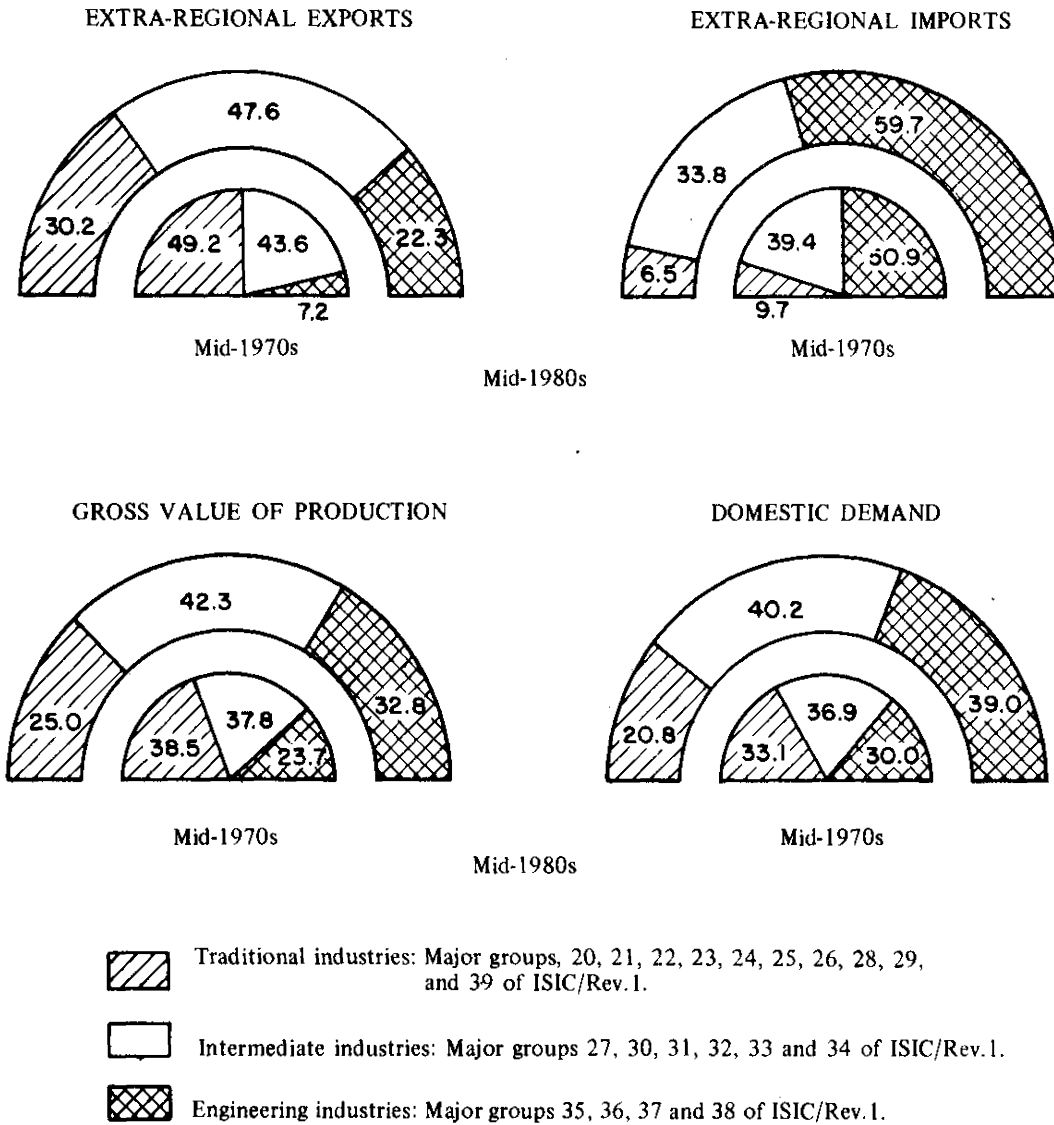 EXTRA-REGIONAL EXPORTS
47.6
30.2
22.3
49.2
43.6
7.2
Mid-1970s
EXTRA-REGIONAL IMPORTS
59.7
33.8
6.5
39.4
50.9
9.7
Mid-1970s
Mid-1980s
GROSS VALUE OF PRODUCTION
42.3
25.0
32.8
38.5
37.8
23.7
Mid-1970s
DOMESTIC DEMAND
40.2
20.8
39.0
33.1
36.9
30.0
Mid-1970s
Mid-1980s
Traditional industries: Major groups, 20, 21, 22, 23, 24, 25, 26, 28, 29,
and 39 of ISIC/Rev.1.
Intermediate industries: Major groups 27, 30, 31, 32, 33 and 34 of ISIC/Rev.1.
Engineering industries: Major groups 35, 36, 37 and 38 of ISIC/Rev.1.